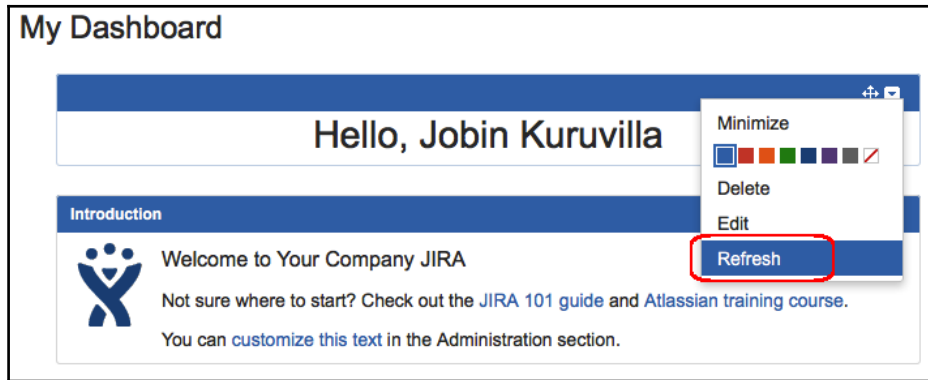 My Dashboard
Hello, Jobin Kuruvilla
Minimize
Delete
Edit
Refresh
Introduction
Welcome to Your Company JIRA
Not sure where to start? Check out the JIRA 101 guide and Atlassian training course.
You can customize this text in the Administration section.